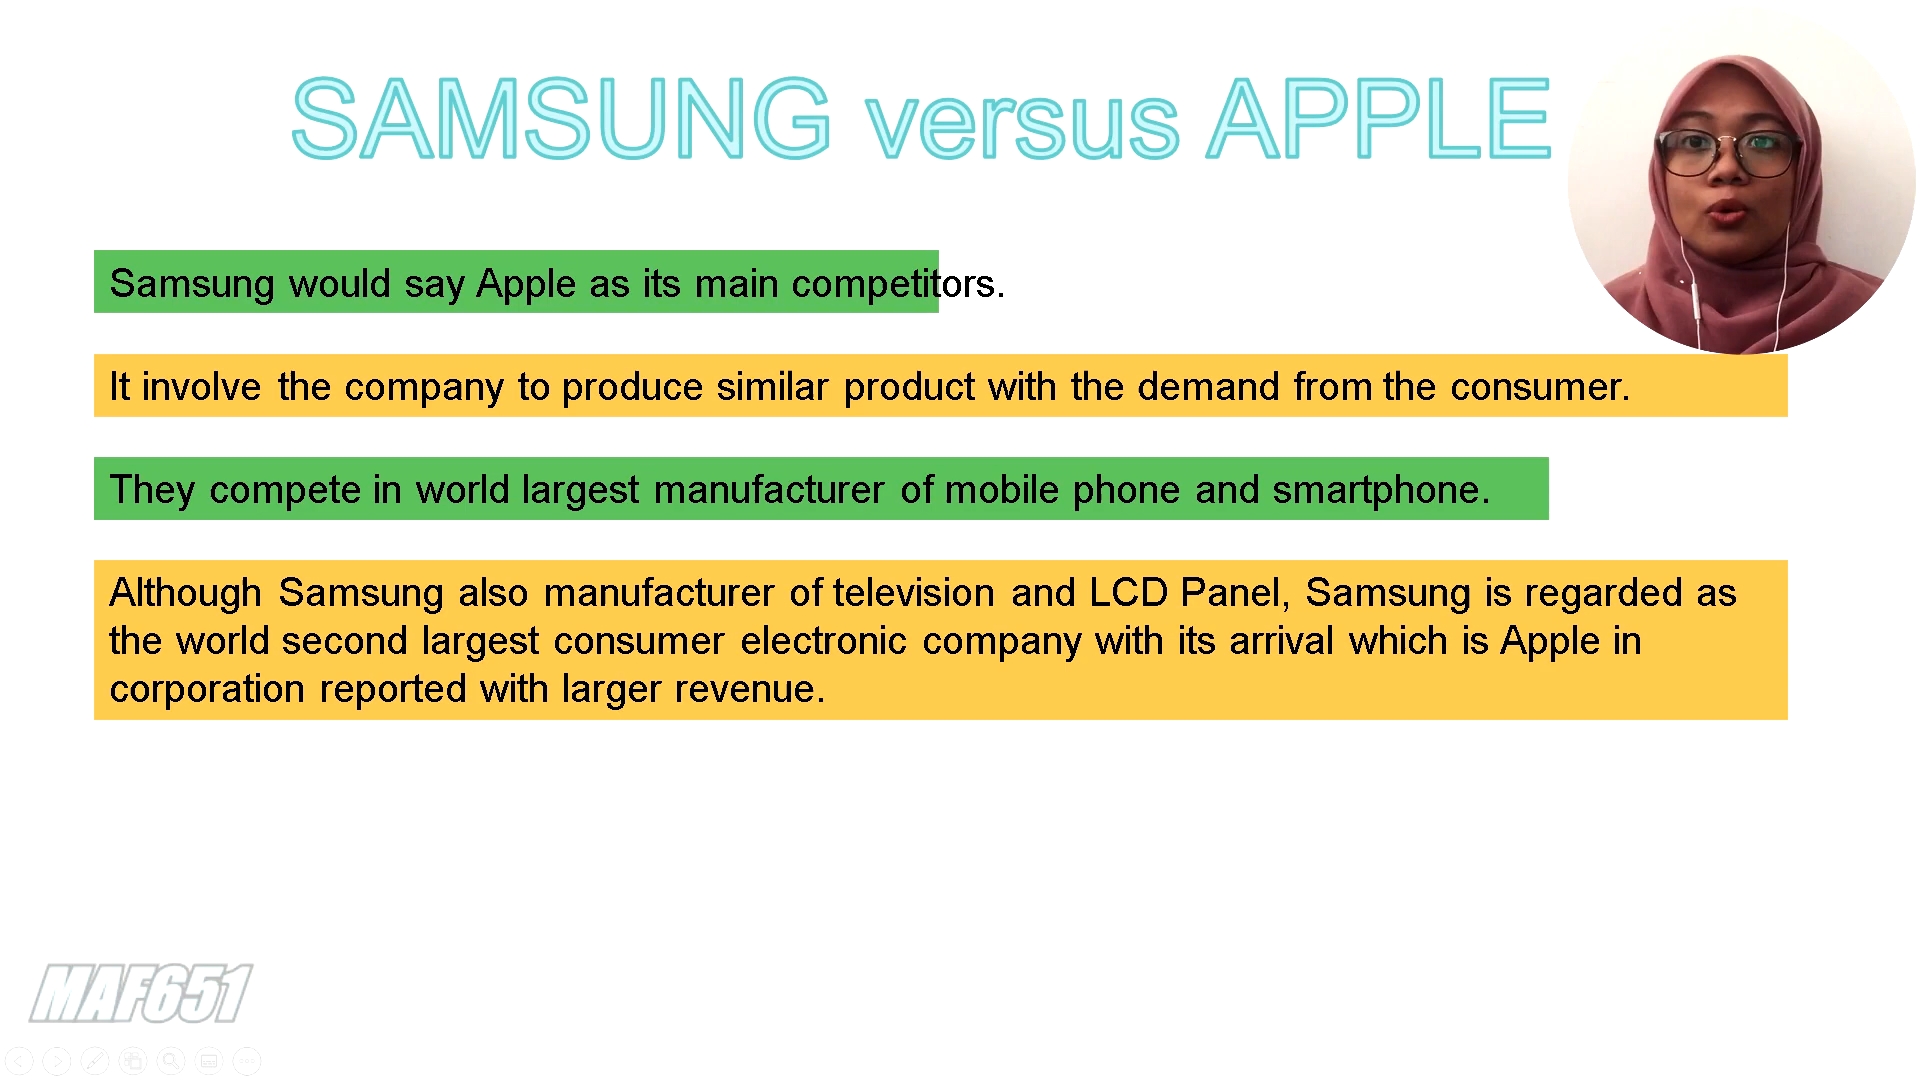 SAMSUNG versus APPLE
Samsung would say Apple as its main competitors.
It involve the company to produce similar product with the demand from the consumer.
They compete in world largest manufacturer of mobile phone and smartphone.
Although Samsung also manufacturer of television and LCD Panel, Samsung is regarded as
the world second largest consumer electronic company with its arrival which is Apple in
corporation reported with larger revenue.
MAF651